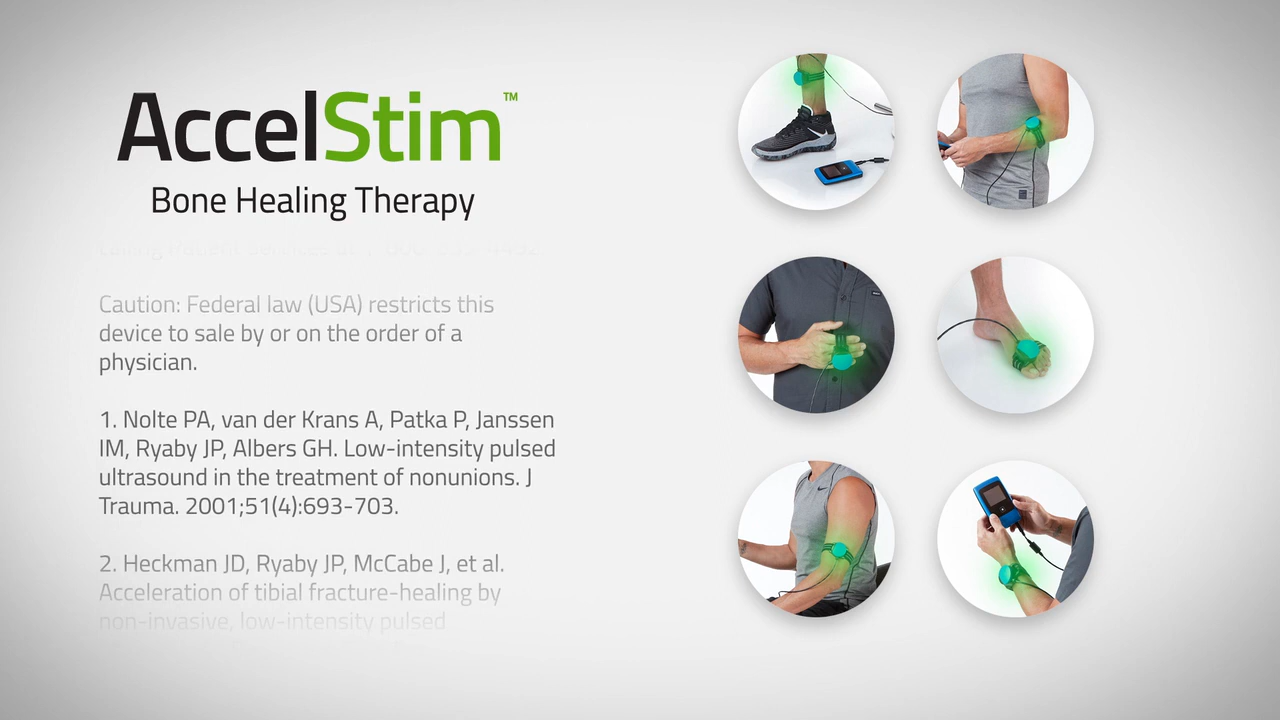 AccelStim™
Bone Healing Therapy
Caution: Federal law (USA) restricts this
device to sale by or on the order of a
physician.
1. Nolte PA, van der Krans A, Patka P, Janssen
IM, Ryaby JP, Albers GH. Low-intensity pulsed
ultrasound in the treatment of nonunions. J
Trauma. 2001;51(4):693-703.
2. Heckman JD, Ryaby JP, McCabe J, et al.
Acceleration of tibial fracture-healing by
non-invasive, low-intensity pulsed